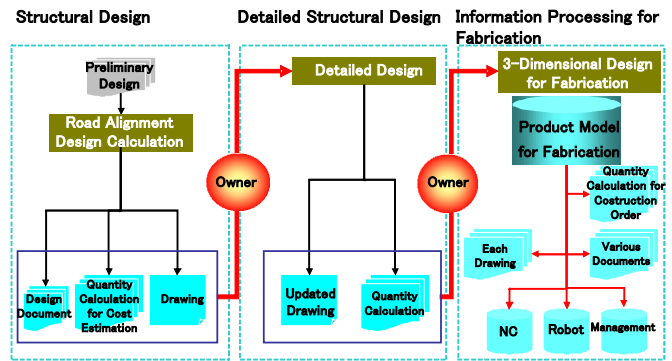 Structural Design
Preliminary
Design
Road Alignment
Design Calculation
Design
Document
Quantity
Calculation
for Cost
Estimation
Drawing
Owner
Detailed Structural Design
Detailed Design
Updated
Drawing
Quantity
Calculation
Owner
Information Processing for
Fabrication
3-Dimensional Design
for Fabrication
Product Model
for Fabrication
Quantity
Calculation for
Costruction
Order
Each
Drawing
Various
Documents
NC
Robot
Management